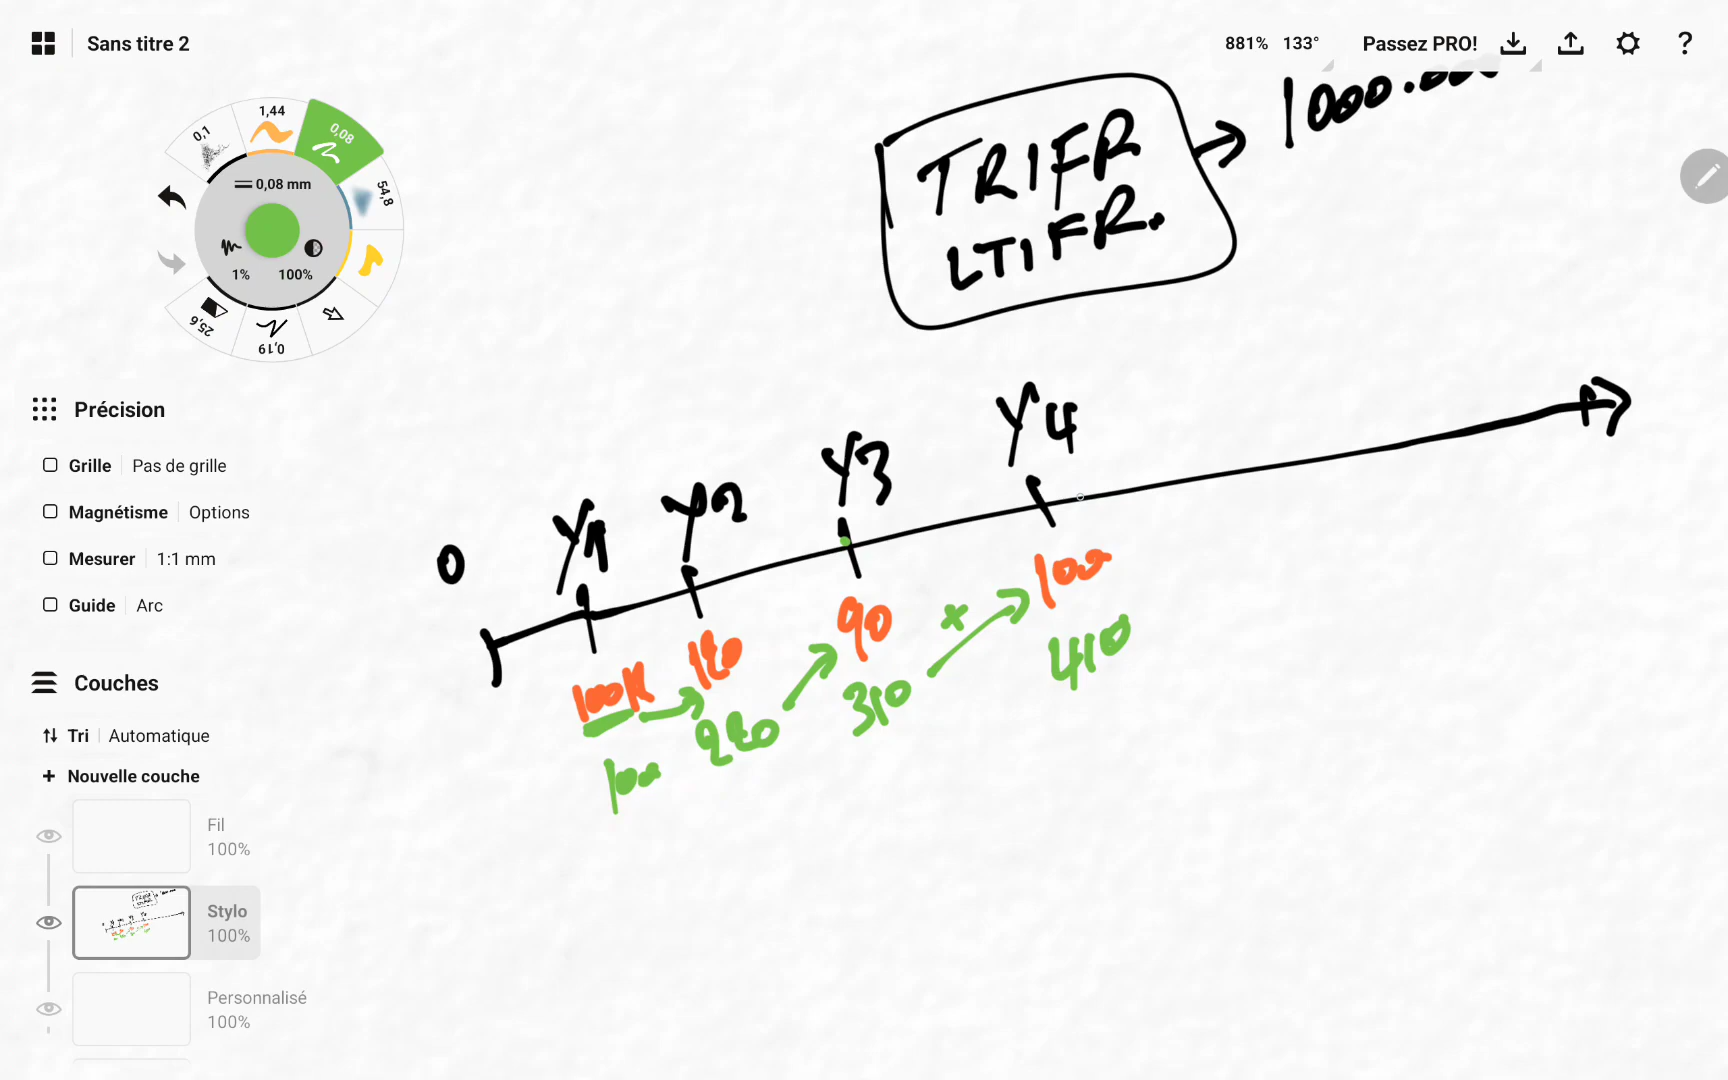 Sans titre 2
881% 133° Passez PRO! ?
0,1
1,44
0,08
54,8
0,08 mm
1% 100%
25,6
0,19
Précision
Grille Pas de grille
Magnétisme Options
Mesurer 1:1 mm
Guide Arc
Couches
Tri Automatique
+ Nouvelle couche
Fil
100%
Stylo
100%
Personnalisé
100%
TRIFR
LTIFR.
1000.000
0 Y1 Y2 Y3 Y4
100K 120 90 100
100 220 310 + 410